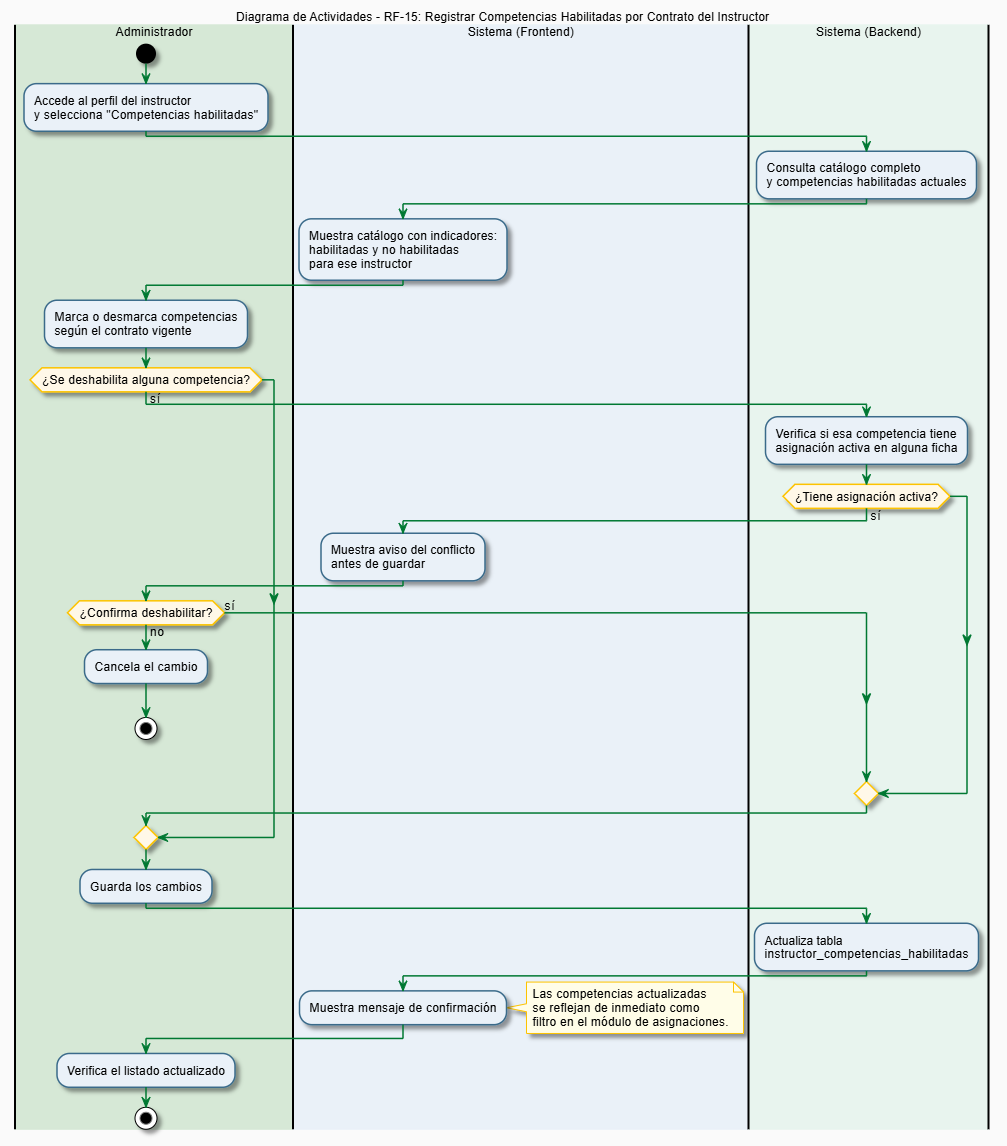 Diagrama de Actividades - RF-15: Registrar Competencias Habilitadas por Contrato del Instructor
Administrador
Sistema (Frontend)
Sistema (Backend)
Accede al perfil del instructor
y selecciona "Competencias habilitadas"
Consulta catálogo completo
y competencias habilitadas actuales
Muestra catálogo con indicadores:
habilitadas y no habilitadas
para ese instructor
Marca o desmarca competencias
según el contrato vigente
¿Se deshabilita alguna competencia?
sí
Verifica si esa competencia tiene
asignación activa en alguna ficha
¿Tiene asignación activa?
sí
Muestra aviso del conflicto
antes de guardar
¿Confirma deshabilitar?
sí
no
Cancela el cambio
Guarda los cambios
Actualiza tabla
instructor_competencias_habilitadas
Muestra mensaje de confirmación
Las competencias actualizadas
se reflejan de inmediato como
filtro en el módulo de asignaciones.
Verifica el listado actualizado